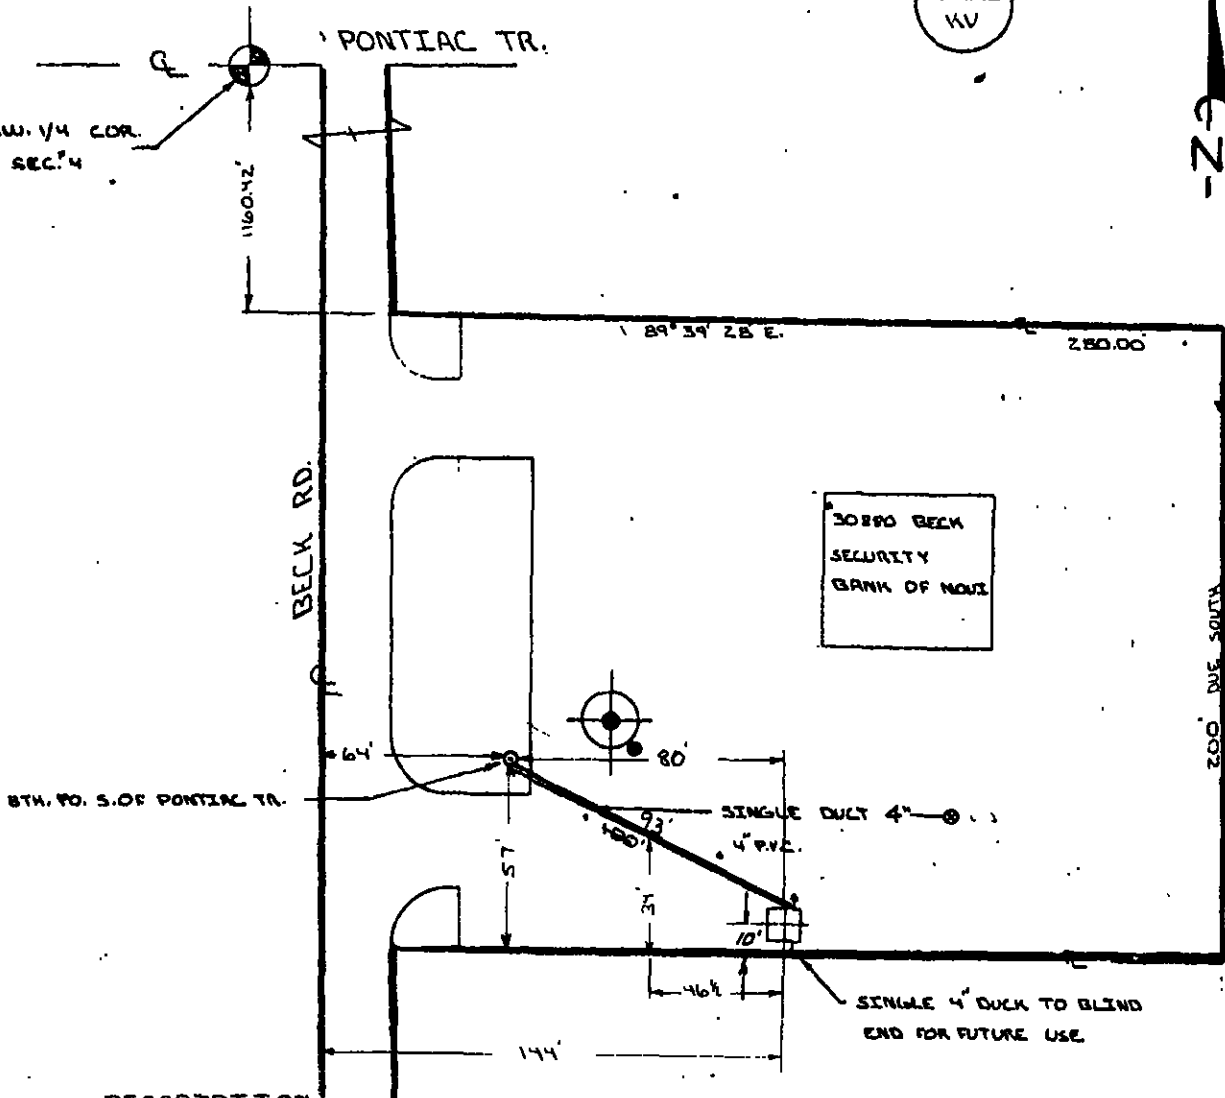 KV
PONTIAC TR.
℄
W. 1/4 COR.
SEC. 4
1160.42'
89° 39' 28 E.
280.00'
BECK RD.
℄
30880 BECK
SECURITY
BANK OF NOVI
200' DUE SOUTH
64'
80'
8TH. PO. S. OF PONTIAC TR.
SINGLE DUCT 4"
93'
4" P.V.C.
57'
10'
46½
SINGLE 4" DUCK TO BLIND
END FOR FUTURE USE
144'